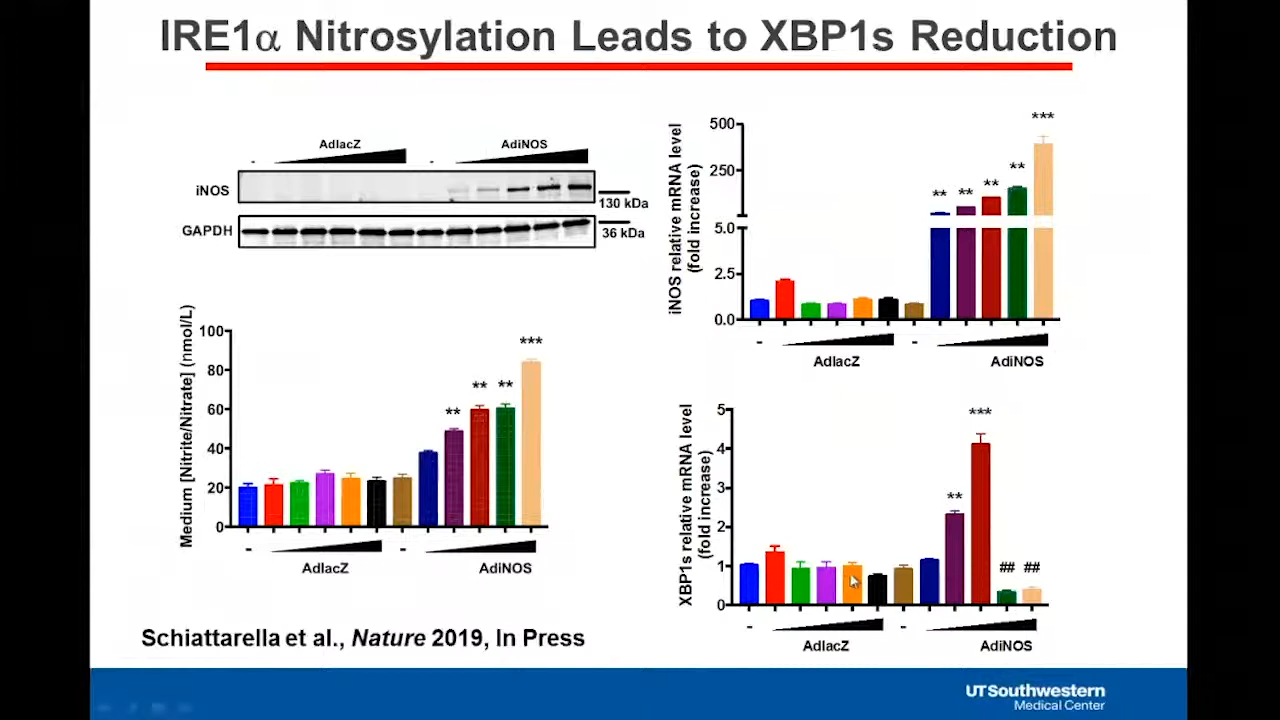 IRE1α Nitrosylation Leads to XBP1s Reduction
- AdlacZ - AdiNOS
iNOS
130 kDa
GAPDH
36 kDa
iNOS relative mRNA level
(fold increase)
500
250
5.0
2.5
0.0
** ** ** ** ***
- AdlacZ - AdiNOS
Medium [Nitrite/Nitrate] (nmol/L)
100
80
60
40
20
0
** ** ** ***
- AdlacZ - AdiNOS
XBP1s relative mRNA level
(fold increase)
5
4
3
2
1
0
** *** ## ##
- AdlacZ - AdiNOS
Schiattarella et al., Nature 2019, In Press
UTSouthwestern
Medical Center